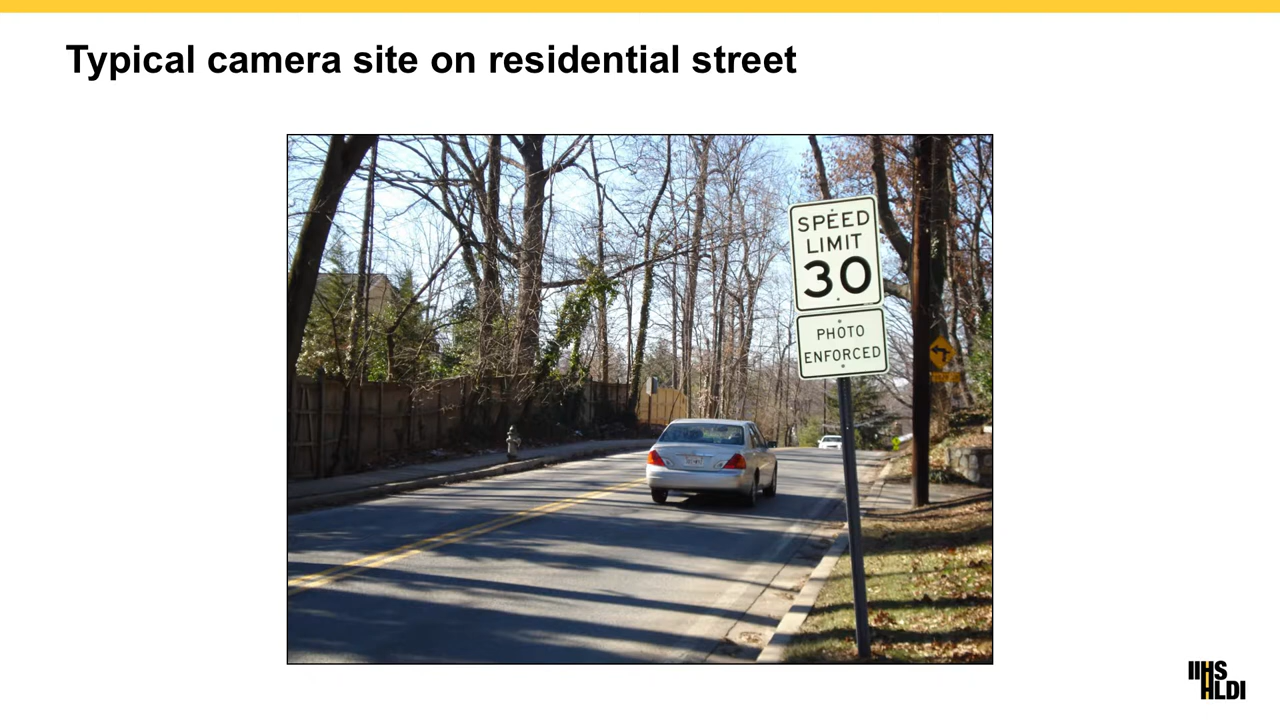 Typical camera site on residential street
SPEED
LIMIT
30
PHOTO
ENFORCED
IIHS
HLDI